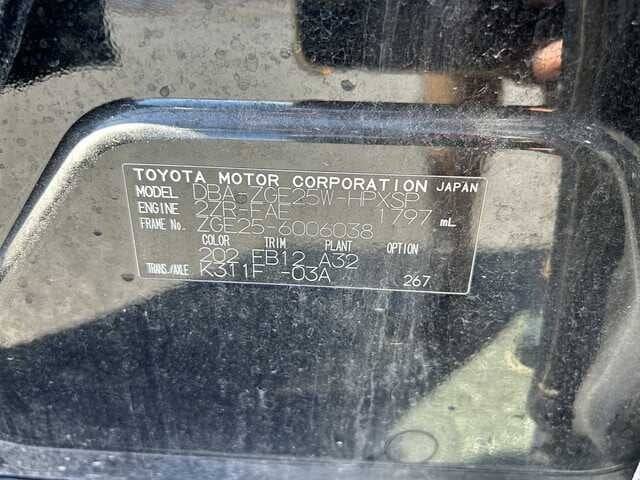 TOYOTA MOTOR CORPORATION JAPAN
MODEL DBA-ZGE25W-HPXSP
ENGINE 2ZR-FAE 1797 mL
FRAME No. ZGE25-6006038
COLOR TRIM PLANT OPTION
202 FB12 A32
TRANS./AXLE K311F -03A
267